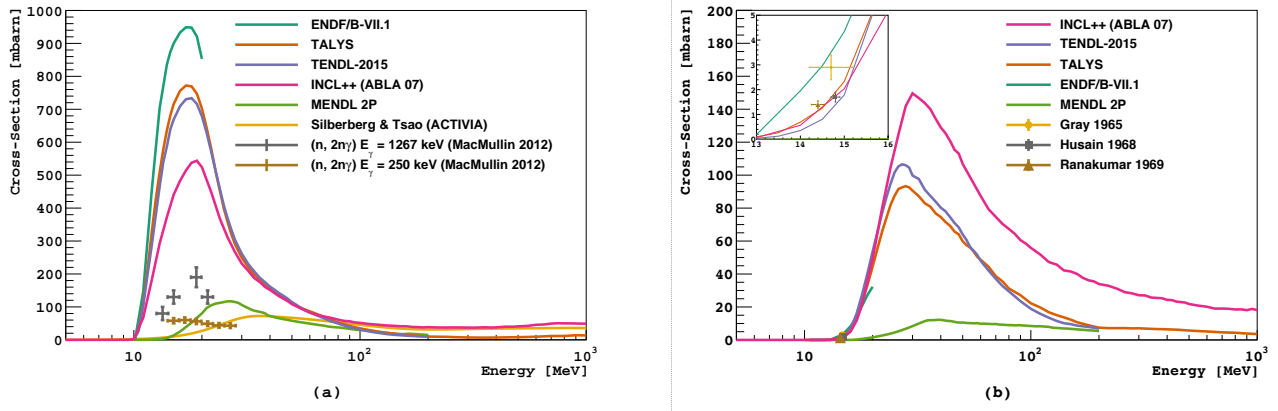 Cross-Section [mbarn]
1000
900
800
700
600
500
400
300
200
100
0
ENDF/B-VII.1
TALYS
TENDL-2015
INCL++ (ABLA 07)
MENDL 2P
Silberberg & Tsao (ACTIVIA)
(n, 2nγ) Eγ = 1267 keV (MacMullin 2012)
(n, 2nγ) Eγ = 250 keV (MacMullin 2012)
10
10²
10³
Energy [MeV]
(a)
Cross-Section [mbarn]
200
180
160
140
120
100
80
60
40
20
0
5
4
3
2
1
0
13
14
15
16
INCL++ (ABLA 07)
TENDL-2015
TALYS
ENDF/B-VII.1
MENDL 2P
Gray 1965
Husain 1968
Ranakumar 1969
10
10²
10³
Energy [MeV]
(b)